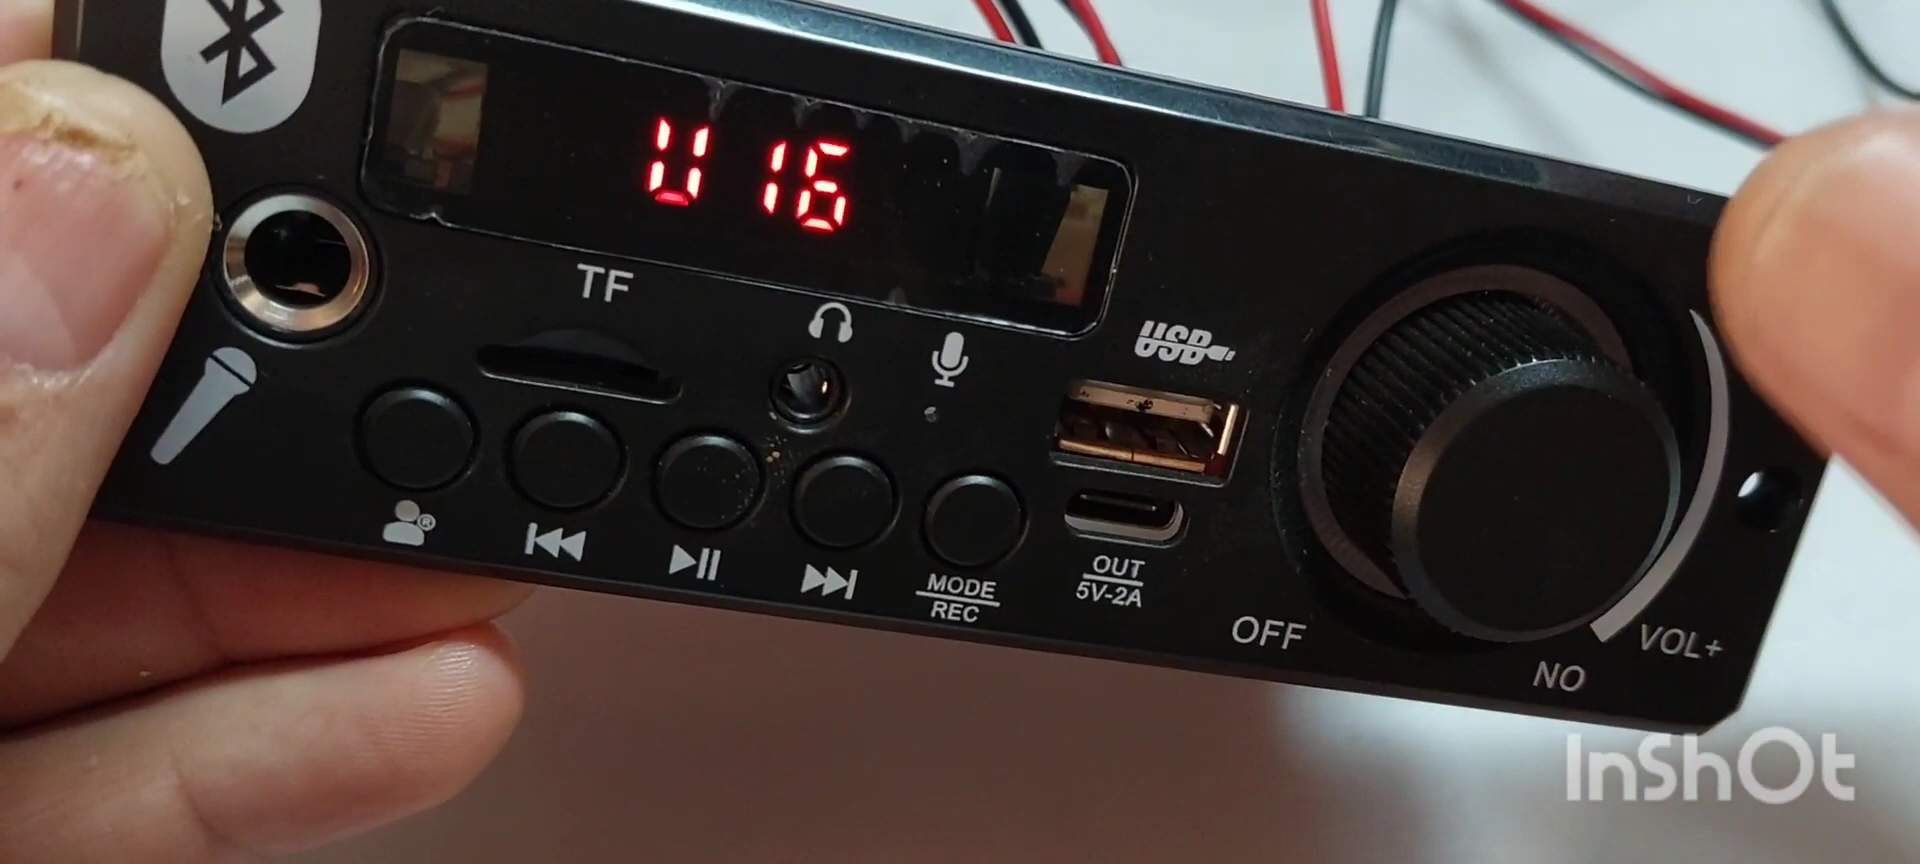 U 16
TF
USB
®
MODE
REC
OUT
5V-2A
OFF
NO
VOL+
InShOt